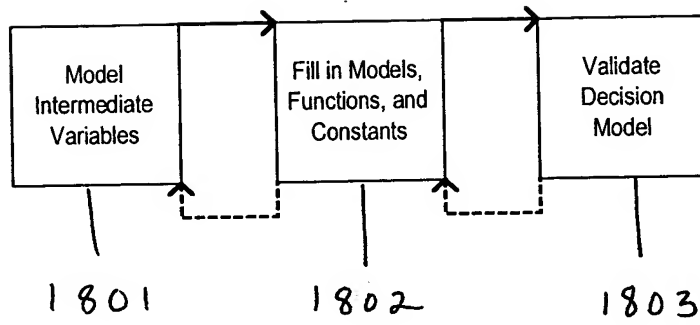 Model
Intermediate
Variables
Fill in Models,
Functions, and
Constants
Validate
Decision
Model
1801
1802
1803